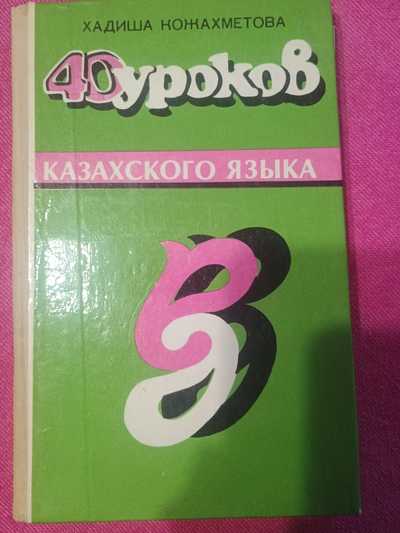 ХАДИША КОЖАХМЕТОВА
40 уроков
КАЗАХСКОГО ЯЗЫКА